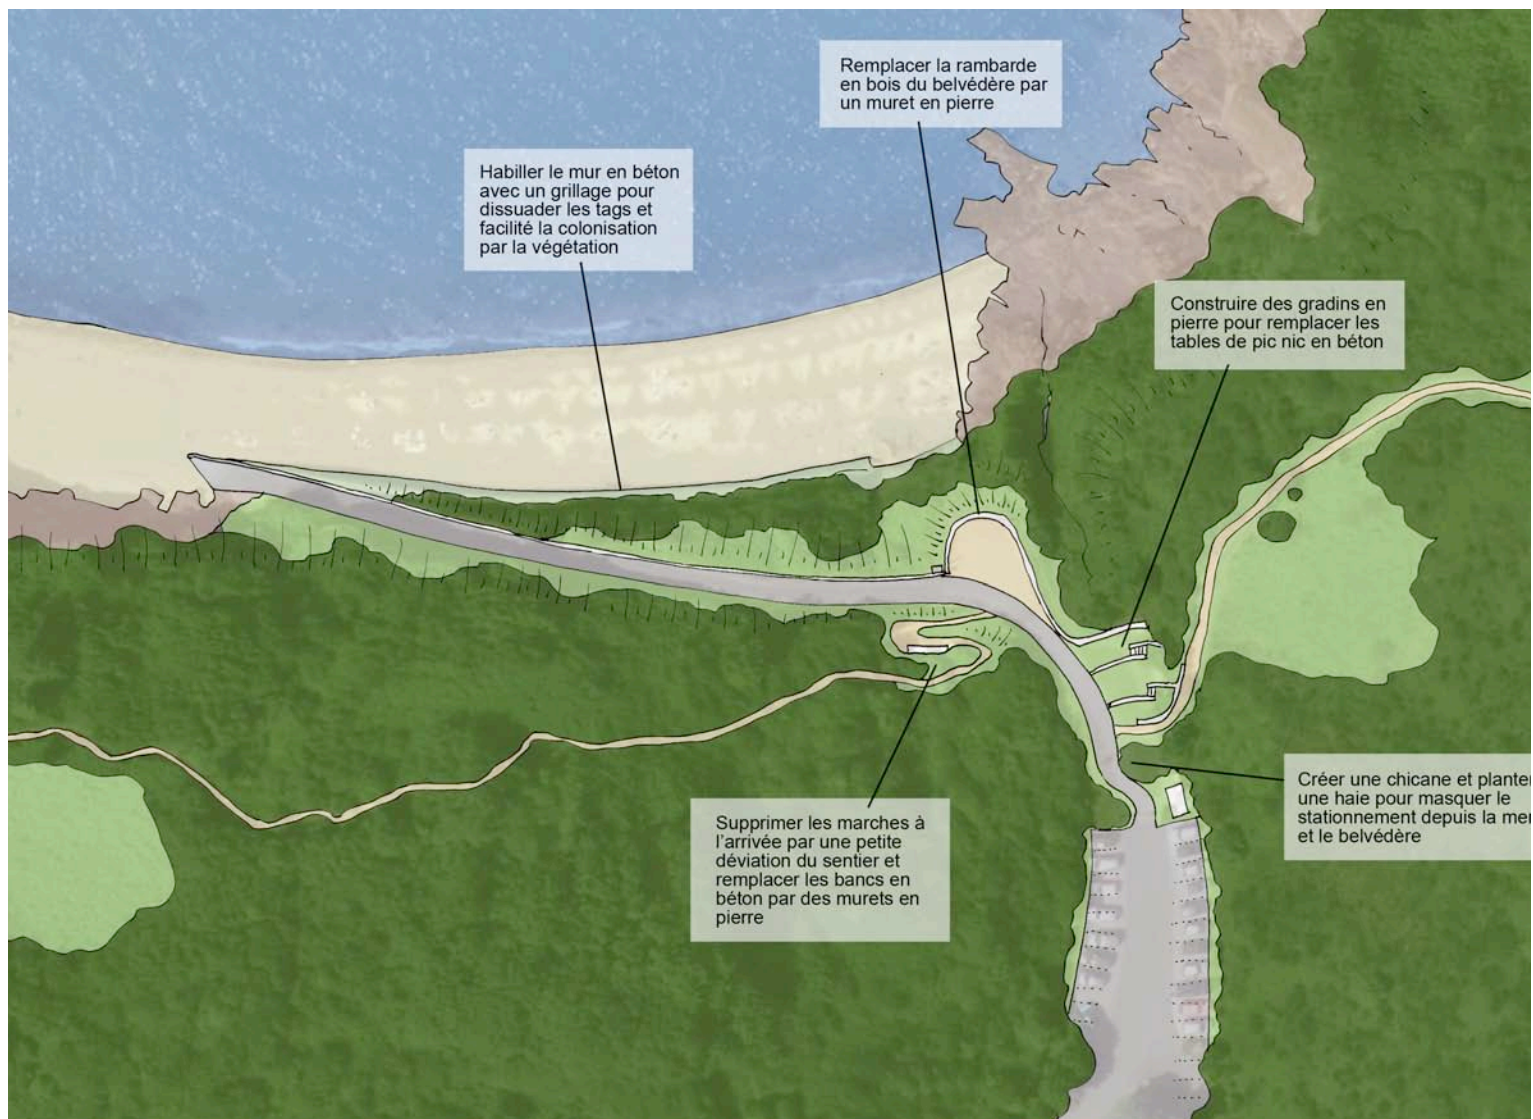 Remplacer la rambarde
en bois du belvédère par
un muret en pierre
Habiller le mur en béton
avec un grillage pour
dissuader les tags et
facilité la colonisation
par la végétation
Construire des gradins en
pierre pour remplacer les
tables de pic nic en béton
Créer une chicane et planter
une haie pour masquer le
stationnement depuis la mer
et le belvédère
Supprimer les marches à
l'arrivée par une petite
déviation du sentier et
remplacer les bancs en
béton par des murets en
pierre